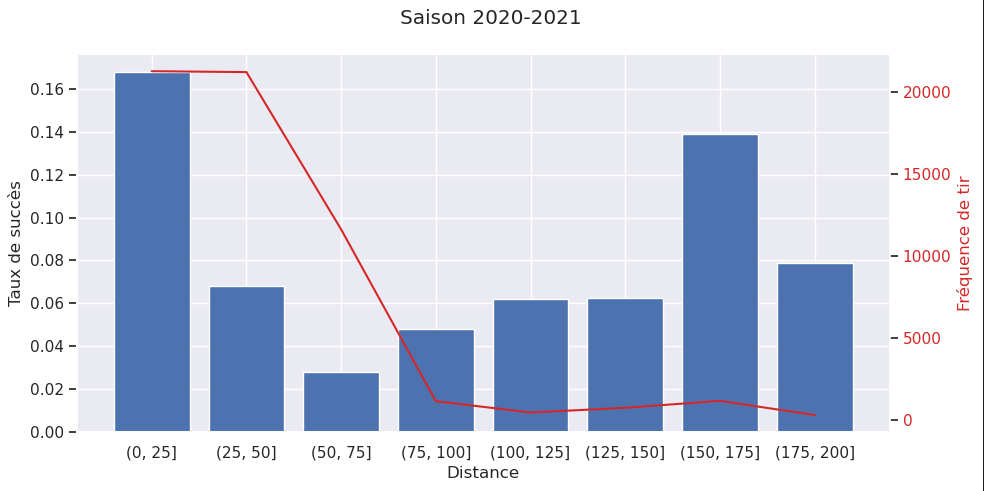 Saison 2020-2021
Taux de succès
0.16
0.14
0.12
0.10
0.08
0.06
0.04
0.02
0.00
20000
15000
10000
5000
0
Fréquence de tir
(0, 25] (25, 50] (50, 75] (75, 100] (100, 125] (125, 150] (150, 175] (175, 200]
Distance